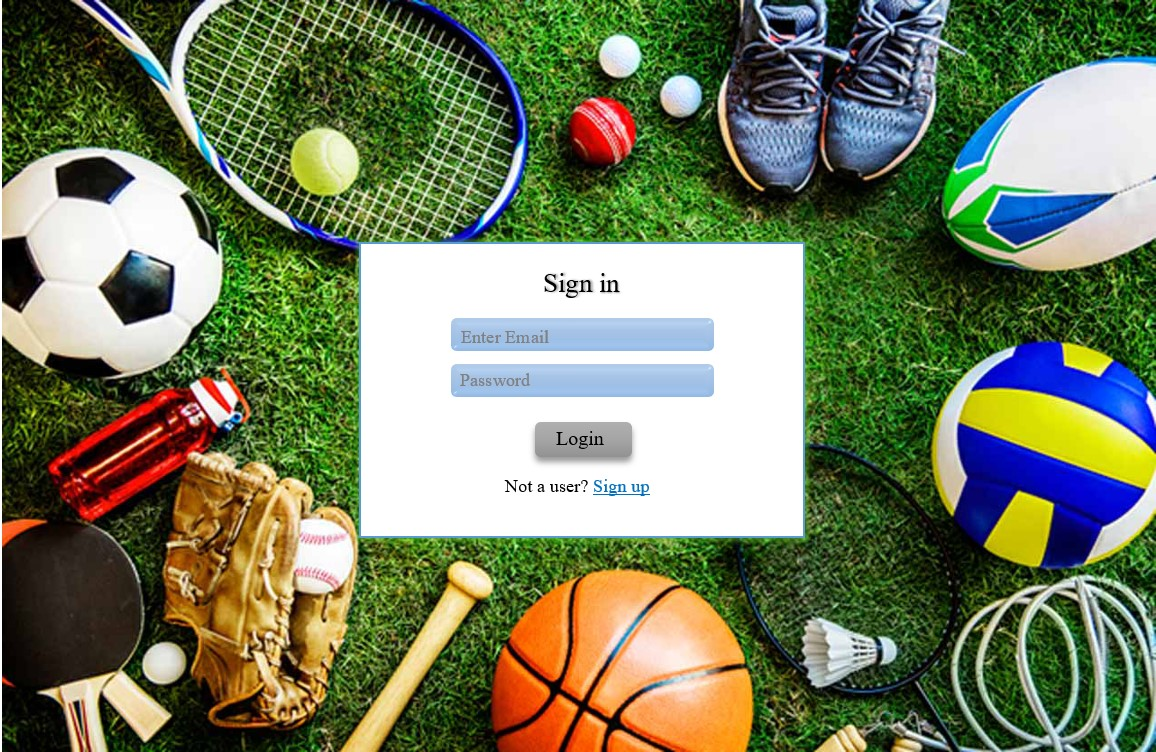 Sign in
Enter Email
Password
Login
Not a user? Sign up